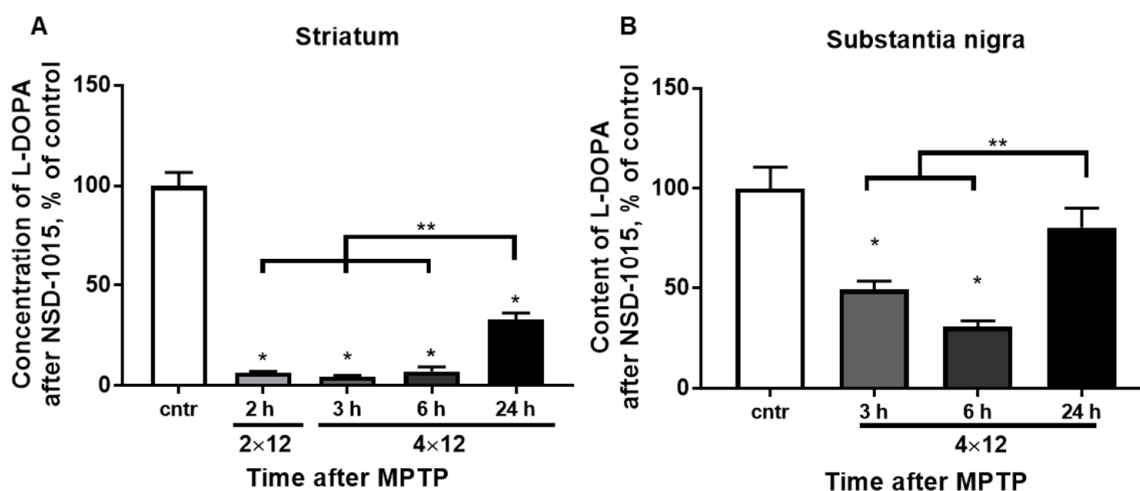 A
Striatum
Concentration of L-DOPA
after NSD-1015, % of control
150
100
50
0
*
*
*
*
**
cntr
2 h
3 h
6 h
24 h
2×12
4×12
Time after MPTP
B
Substantia nigra
Content of L-DOPA
after NSD-1015, % of control
150
100
50
0
*
*
**
cntr
3 h
6 h
24 h
4×12
Time after MPTP